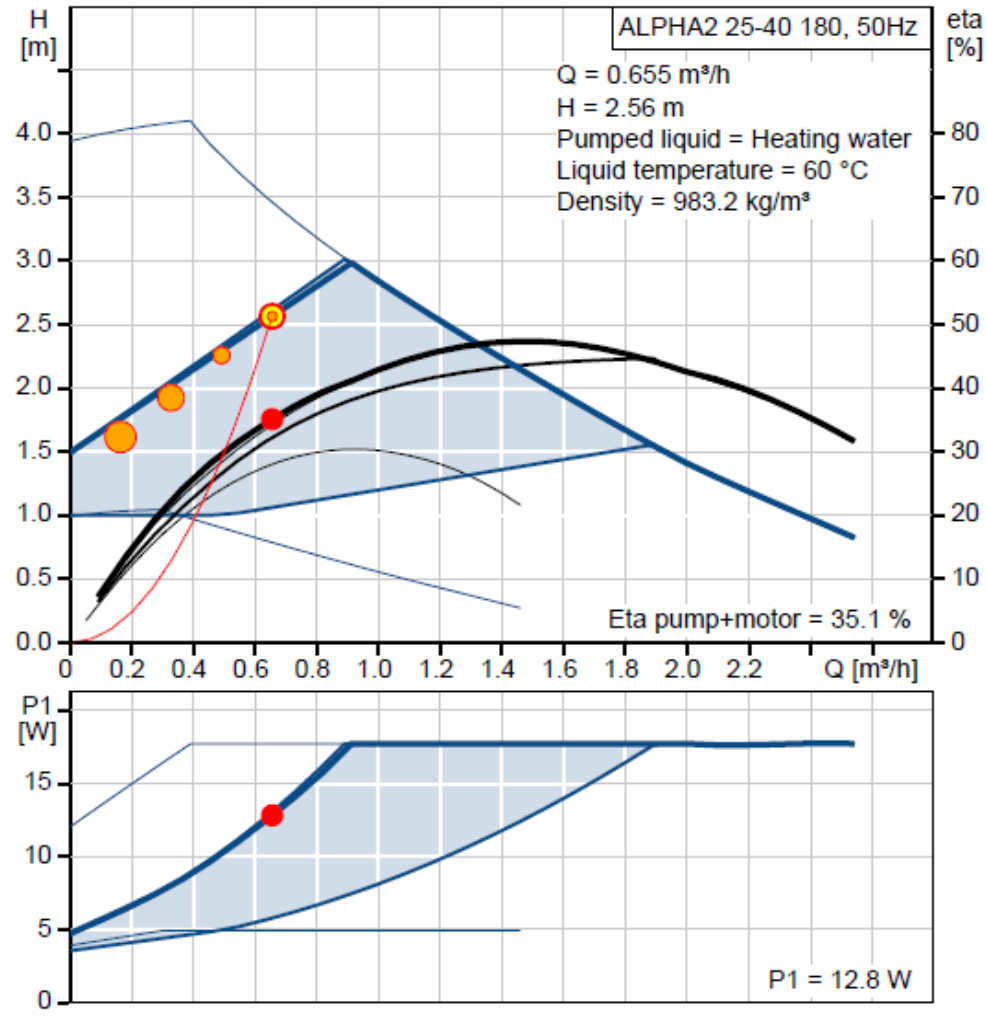 H
[m]
eta
[%]
ALPHA2 25-40 180, 50Hz
Q = 0.655 m³/h
H = 2.56 m
Pumped liquid = Heating water
Liquid temperature = 60 °C
Density = 983.2 kg/m³
4.0
80
3.5
70
3.0
60
2.5
50
2.0
40
1.5
30
1.0
20
0.5
10
Eta pump+motor = 35.1 %
0.0
0
0 0.2 0.4 0.6 0.8 1.0 1.2 1.4 1.6 1.8 2.0 2.2 Q [m³/h]
P1
[W]
15
10
5
P1 = 12.8 W
0